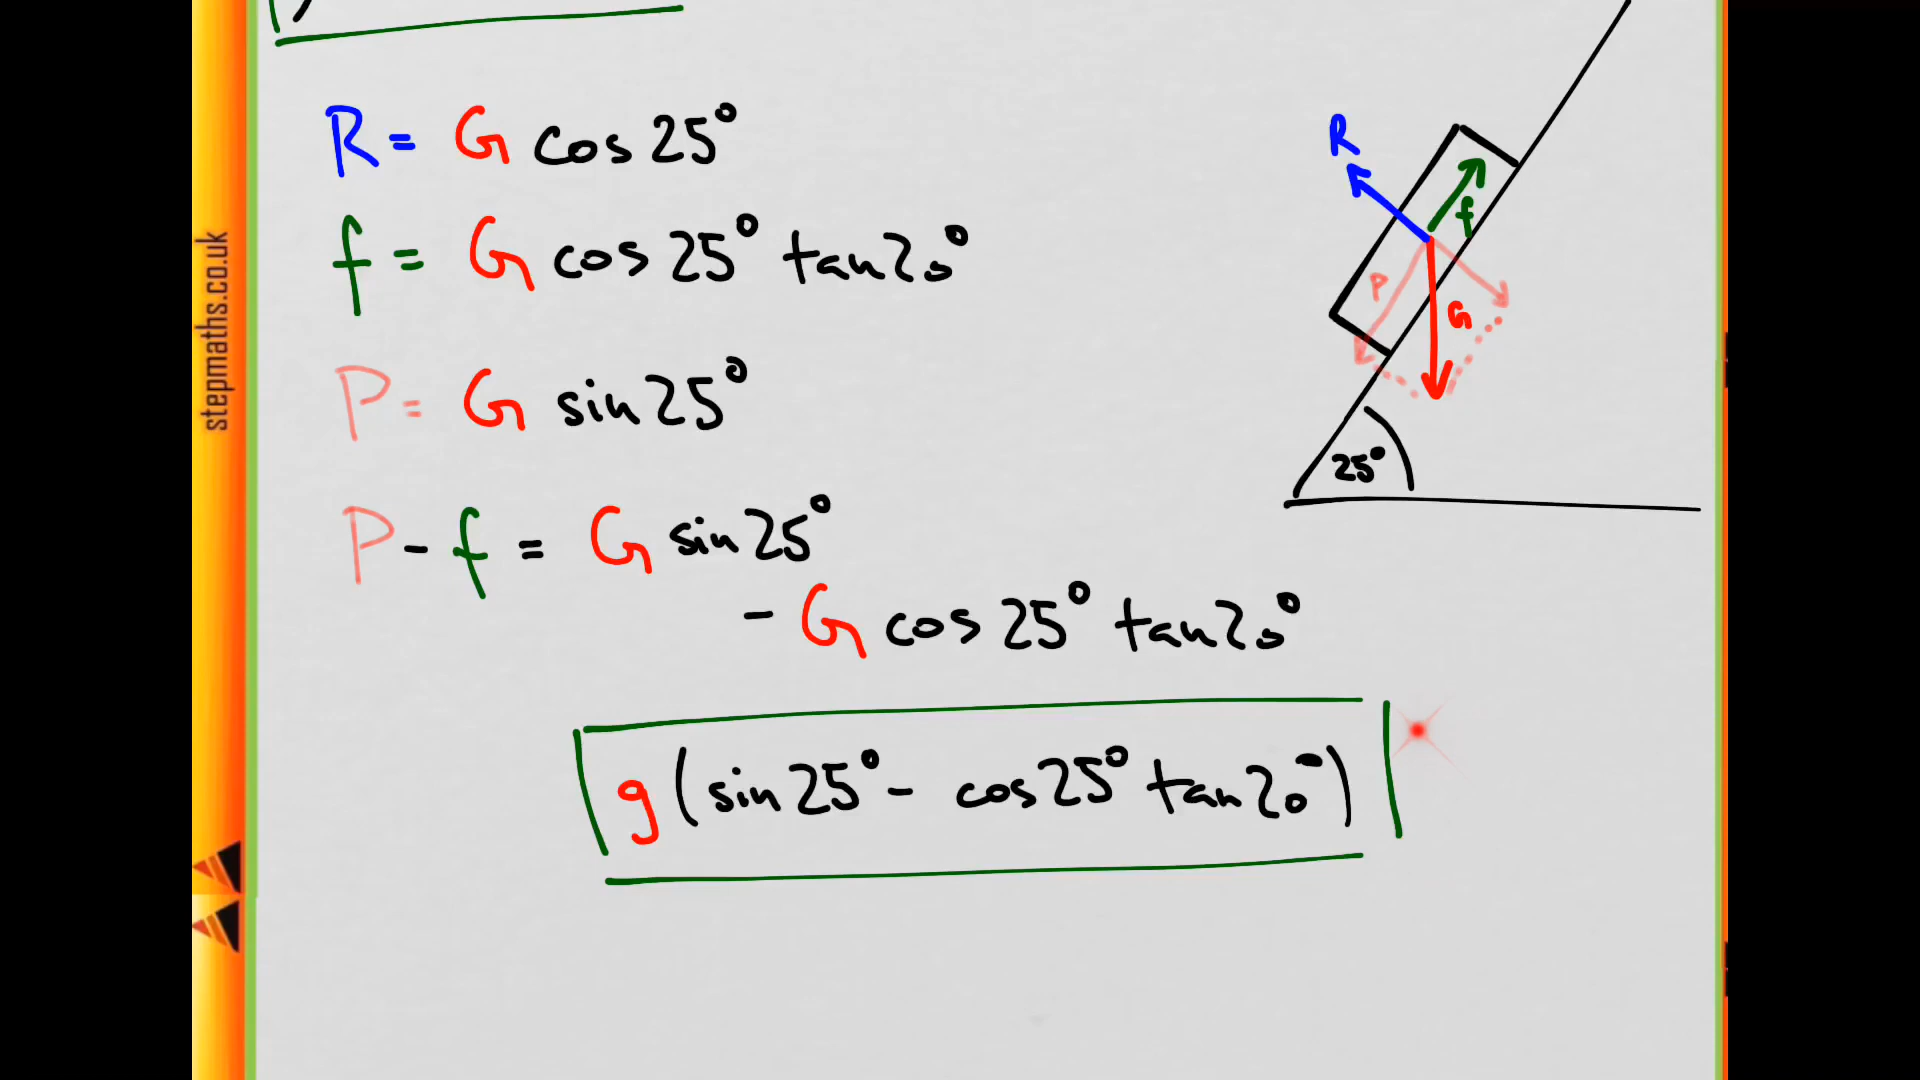 R = G cos 25°
f = G cos 25° tan 20°
P = G sin 25°
P - f = G sin 25°
- G cos 25° tan 20°
g (sin 25° - cos 25° tan 20°)
R
f
P
G
25°
stepmaths.co.uk